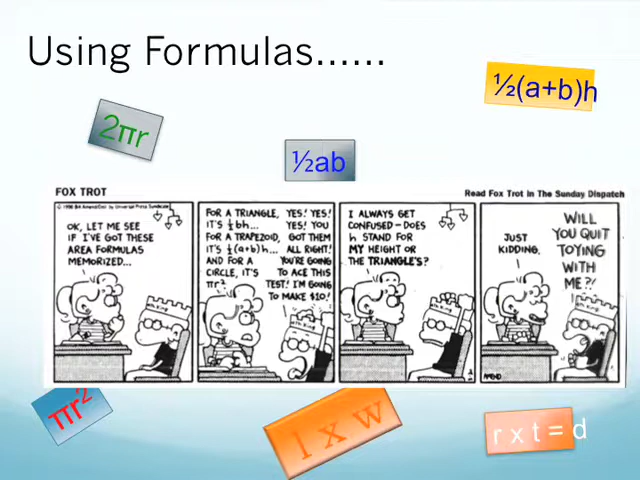 Using Formulas......
½(a+b)h
2πr
½ab
FOX TROT
Read Fox Trot in The Sunday Dispatch
OK, LET ME SEE
IF I'VE GOT THESE
AREA FORMULAS
MEMORIZED...
FOR A TRIANGLE,
IT'S ½bh...
FOR A TRAPEZOID,
IT'S ½(a+b)h...
AND FOR A
CIRCLE, IT'S
πr².
YES! YES!
YES! YOU
GOT THEM
ALL RIGHT!
YOU'RE GOING
TO ACE THIS
TEST! I'M GOING
TO MAKE $10!
I ALWAYS GET
CONFUSED–DOES
h STAND FOR
MY HEIGHT OR
THE TRIANGLE'S?
JUST
KIDDING.
WILL
YOU QUIT
TOYING
WITH
ME?!
πr²
l x w
r x t = d